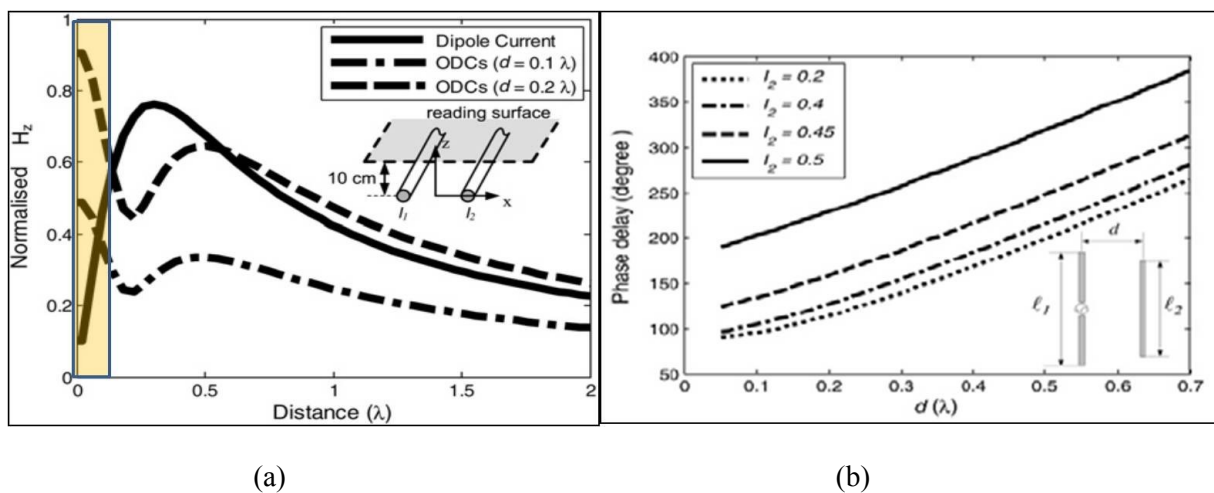 Normalised H_z
1
0.8
0.6
0.4
0.2
0
0
0.5
1
1.5
2
Distance (λ)
Dipole Current
ODCs (d = 0.1 λ)
ODCs (d = 0.2 λ)
reading surface
z
10 cm
x
I_1
I_2
(a)
Phase delay (degree)
400
350
300
250
200
150
100
50
0
0.1
0.2
0.3
0.4
0.5
0.6
0.7
d (λ)
l_2 = 0.2
l_2 = 0.4
l_2 = 0.45
l_2 = 0.5
d
ℓ_1
ℓ_2
(b)